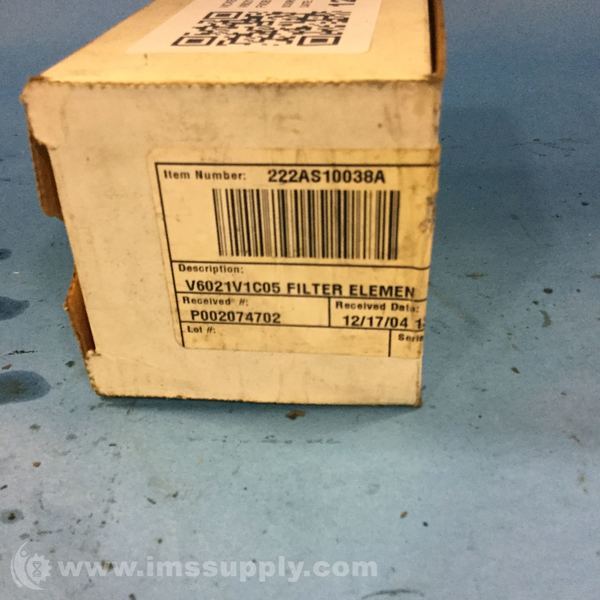 Item Number: 222AS10038A
Description:
V6021V1C05 FILTER ELEMEN
Received #:
P002074702
Received Date:
12/17/04
Lot #:
www.imssupply.com